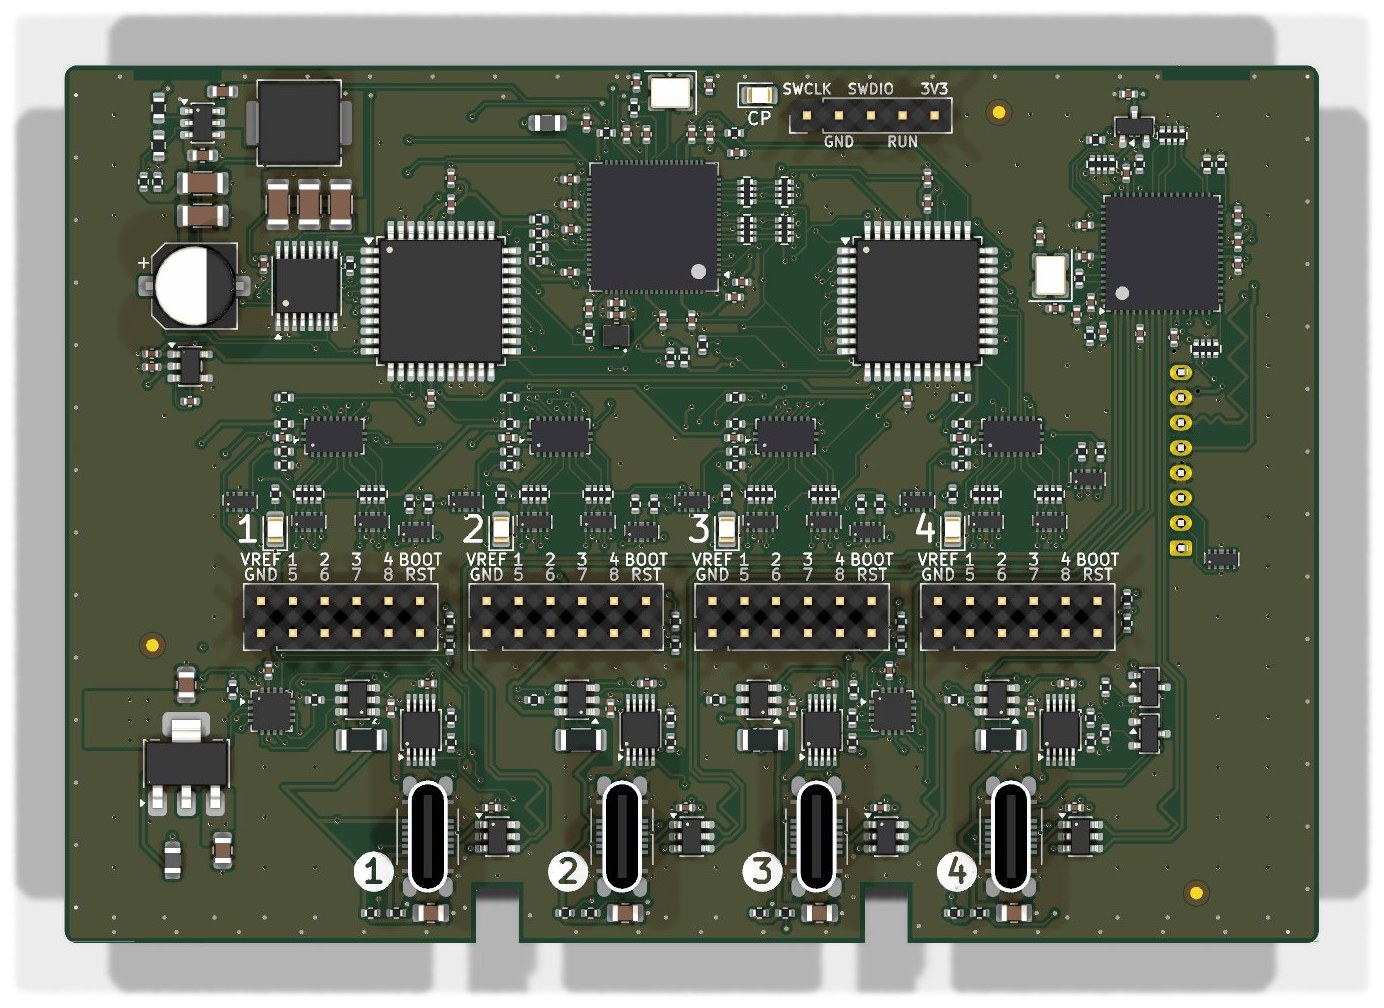 SWCLK SWDIO 3V3
CP
GND RUN
+
1 2 3 4
VREF 1 2 3 4 BOOT VREF 1 2 3 4 BOOT VREF 1 2 3 4 BOOT VREF 1 2 3 4 BOOT
GND 5 6 7 8 RST GND 5 6 7 8 RST GND 5 6 7 8 RST GND 5 6 7 8 RST
1 2 3 4